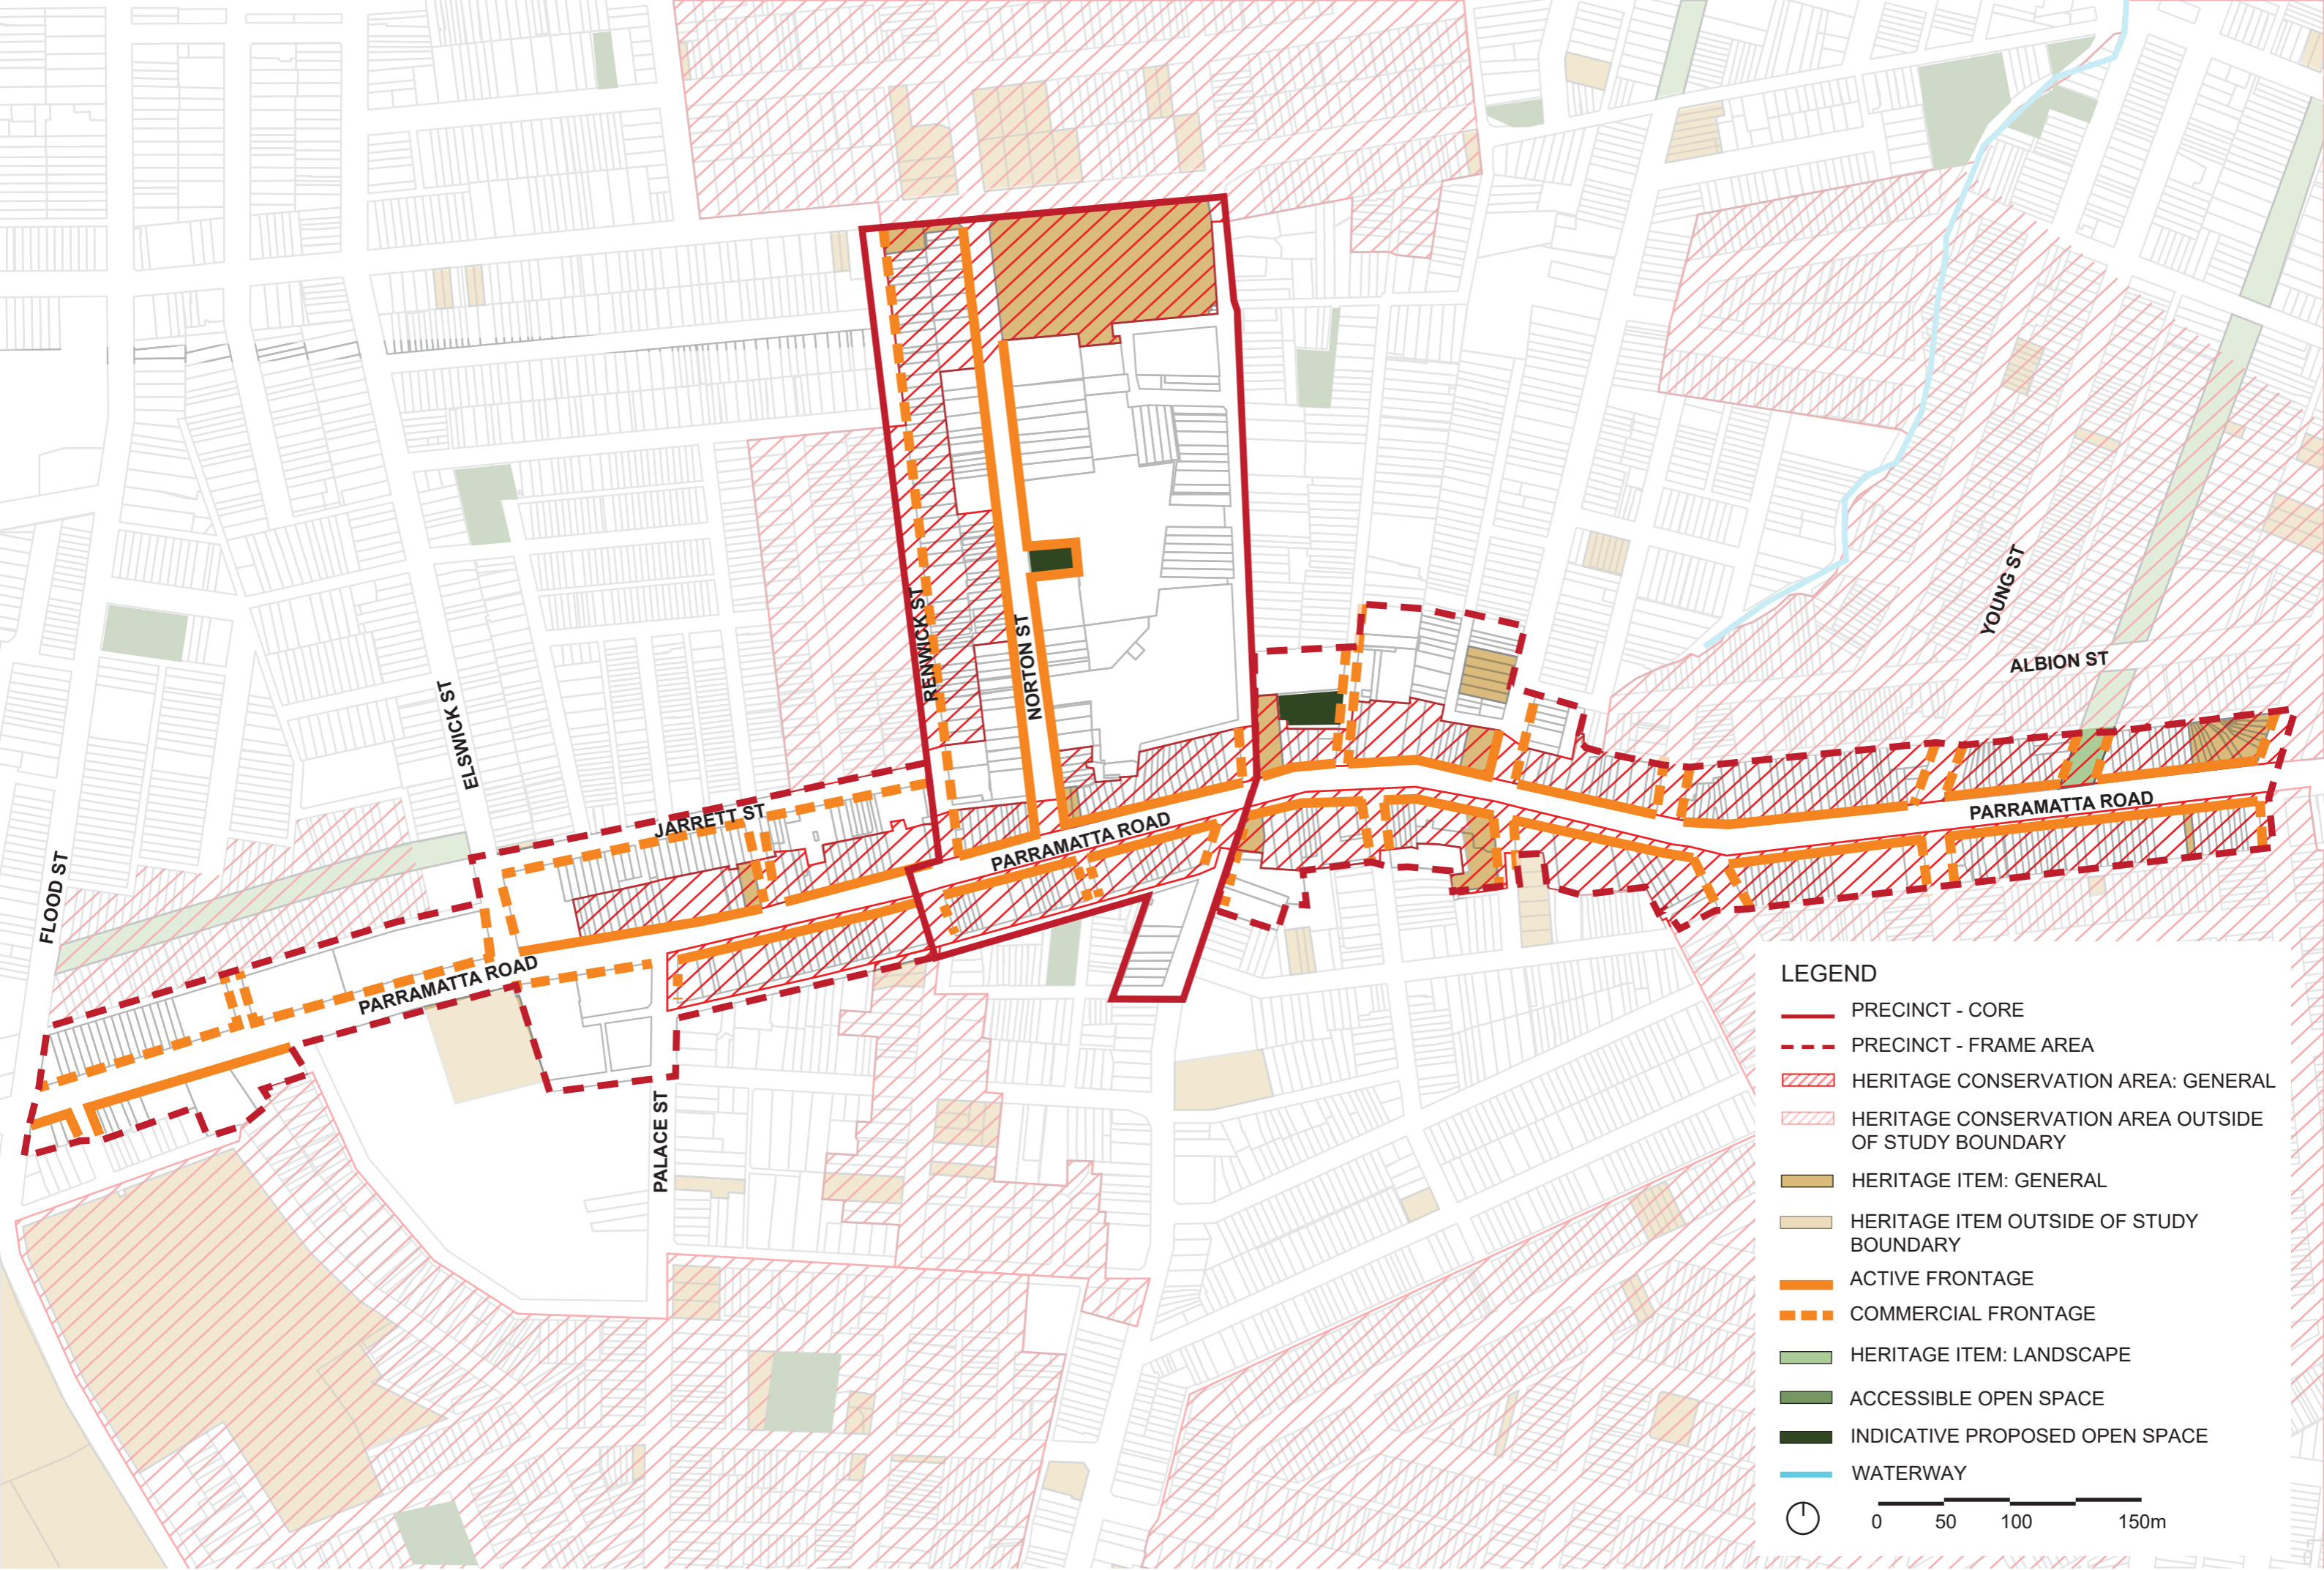 YOUNG ST
ALBION ST
RENWICK ST
NORTON ST
ELSWICK ST
JARRETT ST
PARRAMATTA ROAD
PARRAMATTA ROAD
FLOOD ST
PARRAMATTA ROAD
PALACE ST
LEGEND
PRECINCT - CORE
PRECINCT - FRAME AREA
HERITAGE CONSERVATION AREA: GENERAL
HERITAGE CONSERVATION AREA OUTSIDE
OF STUDY BOUNDARY
HERITAGE ITEM: GENERAL
HERITAGE ITEM OUTSIDE OF STUDY
BOUNDARY
ACTIVE FRONTAGE
COMMERCIAL FRONTAGE
HERITAGE ITEM: LANDSCAPE
ACCESSIBLE OPEN SPACE
INDICATIVE PROPOSED OPEN SPACE
WATERWAY
0 50 100 150m